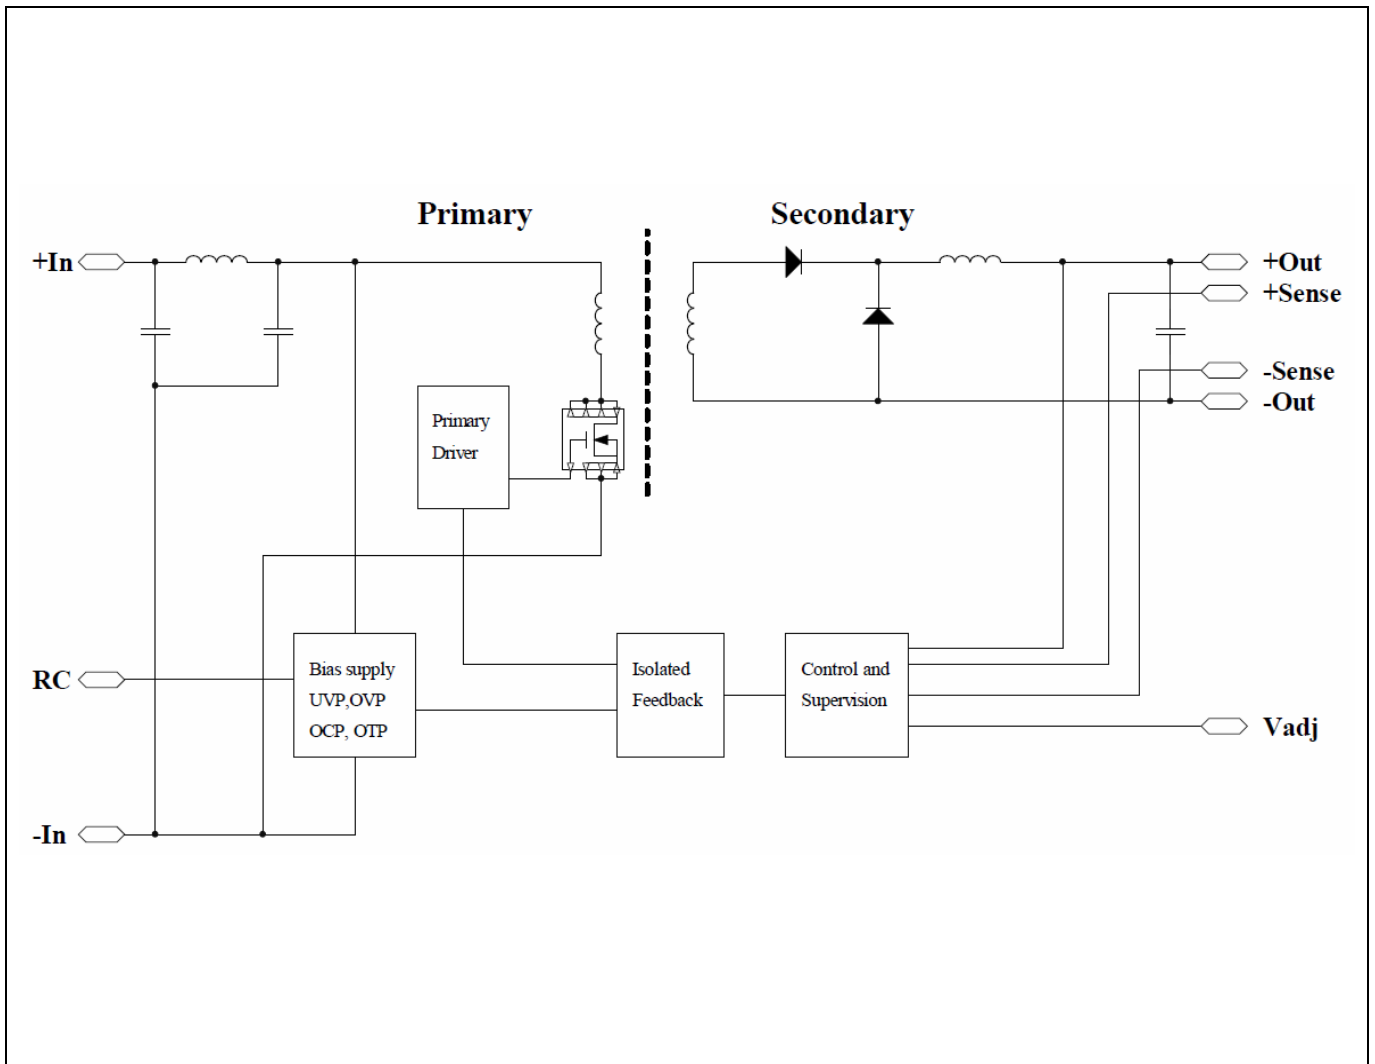 Primary
Secondary
+In
+Out
+Sense
-Sense
-Out
Primary
Driver
RC
Bias supply
UVP,OVP
OCP, OTP
Isolated
Feedback
Control and
Supervision
Vadj
-In